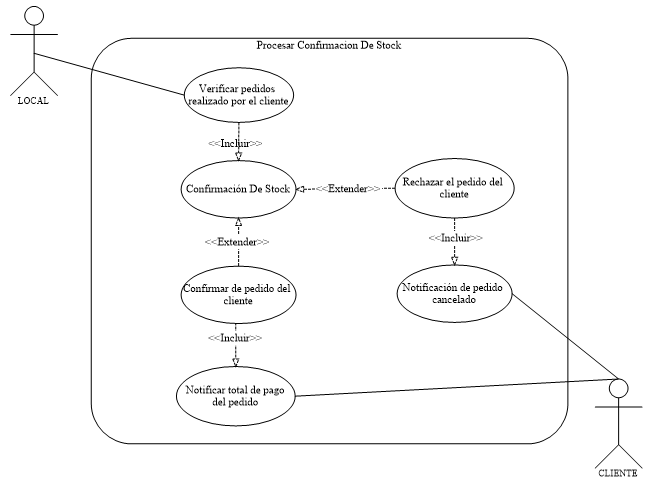 Procesar Confirmacion De Stock
LOCAL
Verificar pedidos
realizado por el cliente
<<Incluir>>
Confirmación De Stock
<<Extender>>
Rechazar el pedido del
cliente
<<Extender>>
<<Incluir>>
Confirmar de pedido del
cliente
Notificación de pedido
cancelado
<<Incluir>>
Notificar total de pago
del pedido
CLIENTE